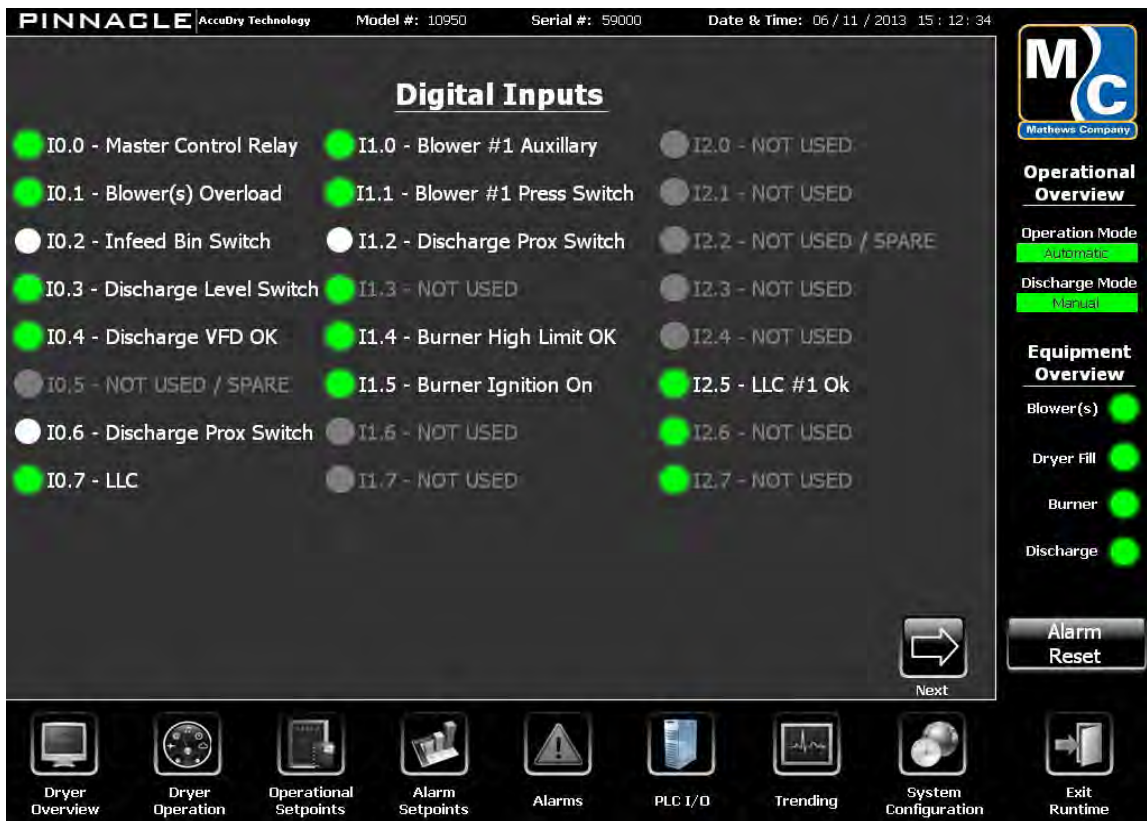 PINNACLE AccuDry Technology Model #: 10950 Serial #: 59000 Date & Time: 06/11/2013 15:12:34
Digital Inputs
I0.0 - Master Control Relay
I0.1 - Blower(s) Overload
I0.2 - Infeed Bin Switch
I0.3 - Discharge Level Switch
I0.4 - Discharge VFD OK
I0.5 - NOT USED / SPARE
I0.6 - Discharge Prox Switch
I0.7 - LLC
I1.0 - Blower #1 Auxillary
I1.1 - Blower #1 Press Switch
I1.2 - Discharge Prox Switch
I1.3 - NOT USED
I1.4 - Burner High Limit OK
I1.5 - Burner Ignition On
I1.6 - NOT USED
I1.7 - NOT USED
I2.0 - NOT USED
I2.1 - NOT USED
I2.2 - NOT USED / SPARE
I2.3 - NOT USED
I2.4 - NOT USED
I2.5 - LLC #1 Ok
I2.6 - NOT USED
I2.7 - NOT USED
Next
MC
Mathews Company
Operational
Overview
Operation Mode
Automatic
Discharge Mode
Manual
Equipment
Overview
Blower(s)
Dryer Fill
Burner
Discharge
Alarm
Reset
Dryer
Overview
Dryer
Operation
Operational
Setpoints
Alarm
Setpoints
Alarms
PLC I/O
Trending
System
Configuration
Exit
Runtime